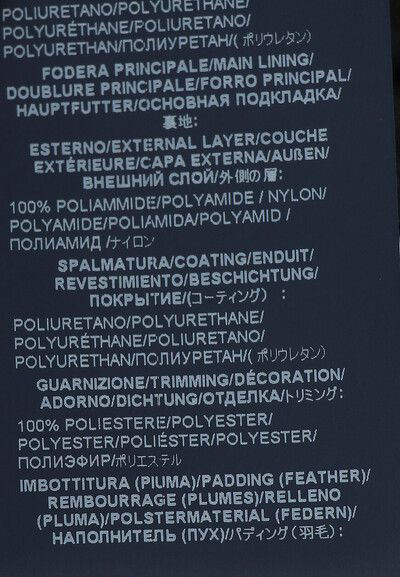 POLIURETANO/POLYURETHANE/
POLYURÉTHANE/POLIURETANO/
POLYURETHAN/ПОЛИУРЕТАН/( ポリウレタン)
FODERA PRINCIPALE/MAIN LINING/
DOUBLURE PRINCIPALE/FORRO PRINCIPAL/
HAUPTFUTTER/ОСНОВНАЯ ПОДКЛАДКА/
裏地:
ESTERNO/EXTERNAL LAYER/COUCHE
EXTÉRIEURE/CAPA EXTERNA/AUßEN/
ВНЕШНИЙ СЛОЙ/外側の層:
100% POLIAMMIDE/POLYAMIDE / NYLON/
POLYAMIDE/POLIAMIDA/POLYAMID /
ПОЛИАМИД /ナイロン
SPALMATURA/COATING/ENDUIT/
REVESTIMIENTO/BESCHICHTUNG/
ПОКРЫТИЕ/(コーティング) :
POLIURETANO/POLYURETHANE/
POLYURÉTHANE/POLIURETANO/
POLYURETHAN/ПОЛИУРЕТАН/( ポリウレタン)
GUARNIZIONE/TRIMMING/DÉCORATION/
ADORNO/DICHTUNG/ОТДЕЛКА/トリミング:
100% POLIESTERE/POLYESTER/
POLYESTER/POLIÉSTER/POLYESTER/
ПОЛИЭФИР/ポリエステル
IMBOTTITURA (PIUMA)/PADDING (FEATHER)/
REMBOURRAGE (PLUMES)/RELLENO
(PLUMA)/POLSTERMATERIAL (FEDERN)/
НАПОЛНИТЕЛЬ (ПУХ)/パディング (羽毛) :